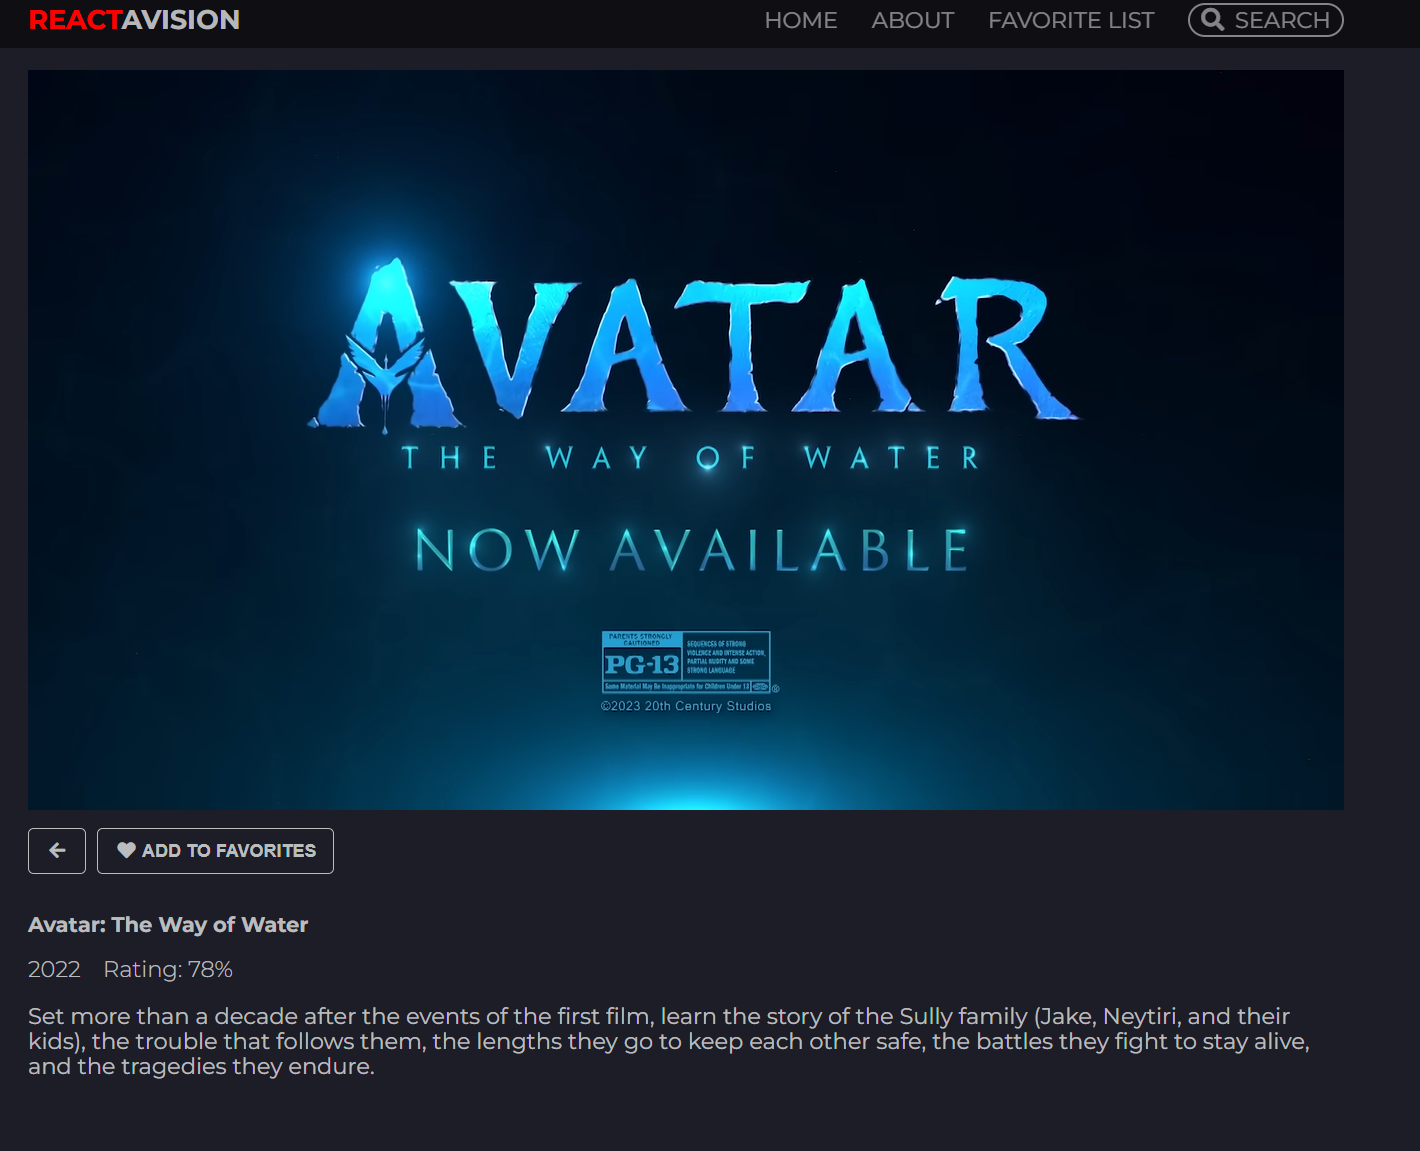 REACTAVISION
HOME ABOUT FAVORITE LIST SEARCH
AVATAR
THE WAY OF WATER
NOW AVAILABLE
PARENTS STRONGLY CAUTIONED
PG-13
SEQUENCES OF STRONG
VIOLENCE AND INTENSE ACTION,
PARTIAL NUDITY AND SOME
STRONG LANGUAGE
Some Material May Be Inappropriate for Children Under 13
®
©2023 20th Century Studios
ADD TO FAVORITES
Avatar: The Way of Water
2022 Rating: 78%
Set more than a decade after the events of the first film, learn the story of the Sully family (Jake, Neytiri, and their
kids), the trouble that follows them, the lengths they go to keep each other safe, the battles they fight to stay alive,
and the tragedies they endure.